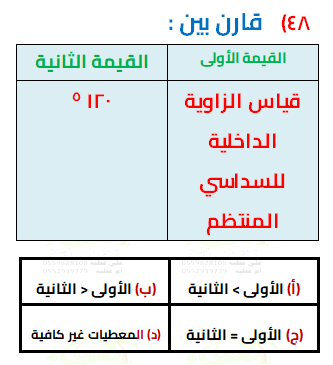 ٤٨) قارن بين :
القيمة الأولى
القيمة الثانية
قياس الزاوية
الداخلية
للسداسي
المنتظم
١٢٠ °
(أ) الأولى > الثانية
(ب) الأولى < الثانية
(ج) الأولى = الثانية
(د) المعطيات غير كافية